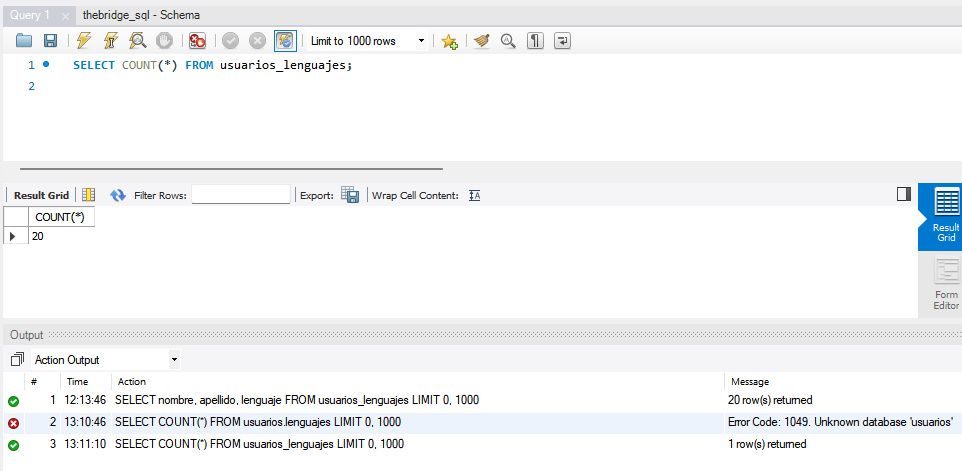 Query 1 thebridge_sql - Schema
Limit to 1000 rows
1 SELECT COUNT(*) FROM usuarios_lenguajes;
2
Result Grid Filter Rows: Export: Wrap Cell Content:
COUNT(*)
20
Result
Grid
Form
Editor
Output
Action Output
# Time Action Message
1 12:13:46 SELECT nombre, apellido, lenguaje FROM usuarios_lenguajes LIMIT 0, 1000 20 row(s) returned
2 13:10:46 SELECT COUNT(*) FROM usuarios.lenguajes LIMIT 0, 1000 Error Code: 1049. Unknown database 'usuarios'
3 13:11:10 SELECT COUNT(*) FROM usuarios_lenguajes LIMIT 0, 1000 1 row(s) returned